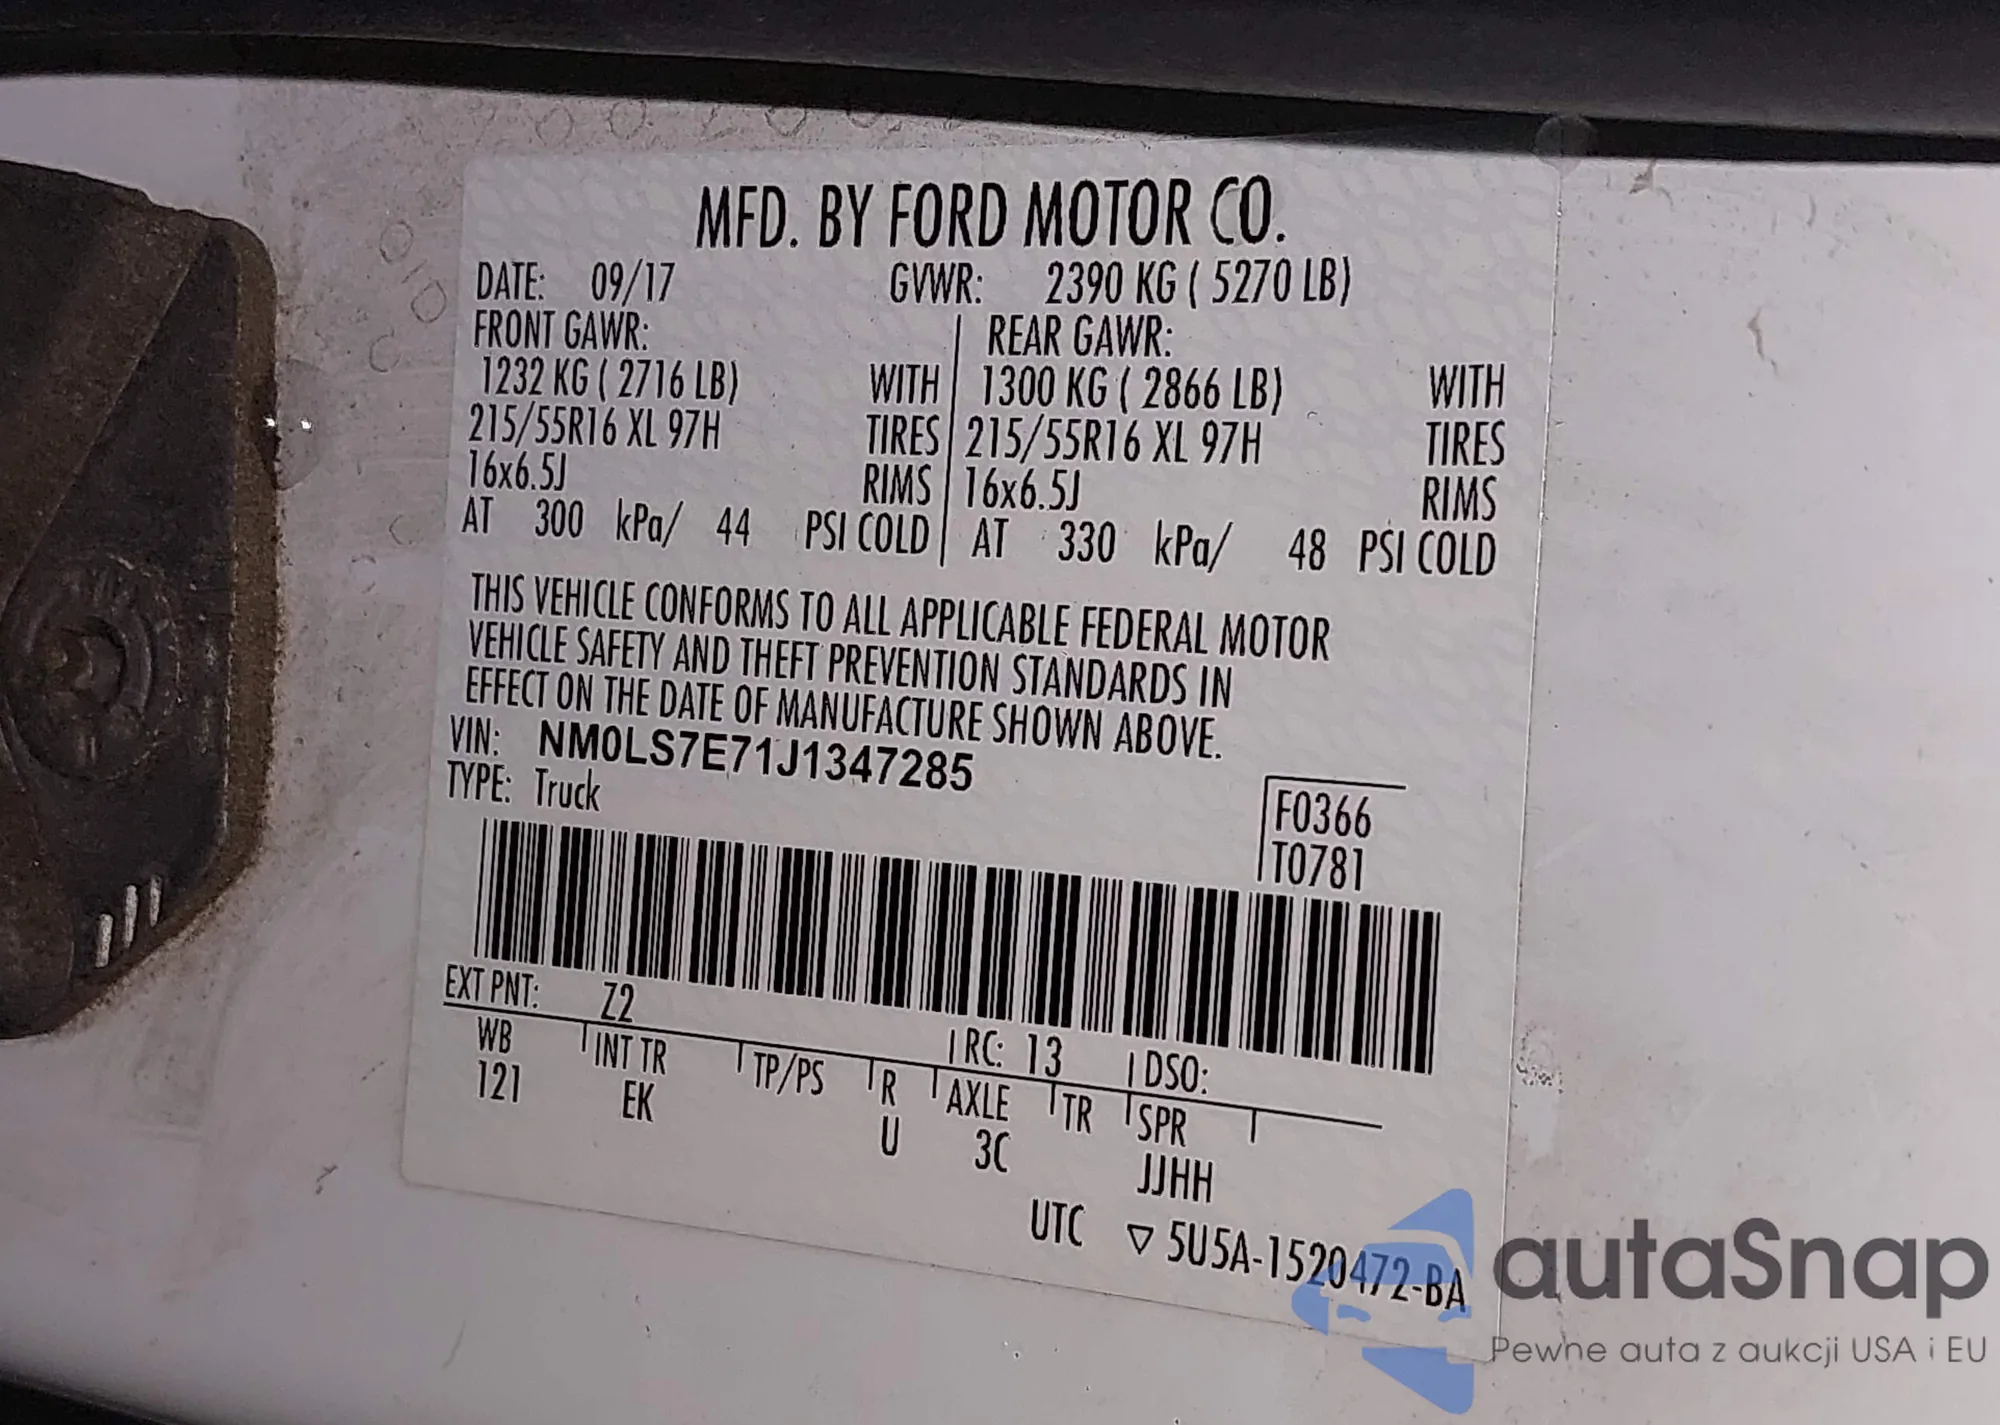 MFD. BY FORD MOTOR CO.
DATE: 09/17 GVWR: 2390 KG ( 5270 LB)
FRONT GAWR: REAR GAWR:
1232 KG ( 2716 LB) WITH 1300 KG ( 2866 LB) WITH
215/55R16 XL 97H TIRES 215/55R16 XL 97H TIRES
16x6.5J RIMS 16x6.5J RIMS
AT 300 kPa/ 44 PSI COLD AT 330 kPa/ 48 PSI COLD
THIS VEHICLE CONFORMS TO ALL APPLICABLE FEDERAL MOTOR
VEHICLE SAFETY AND THEFT PREVENTION STANDARDS IN
EFFECT ON THE DATE OF MANUFACTURE SHOWN ABOVE.
VIN: NM0LS7E71J1347285
TYPE: Truck
F0366
T0781
EXT PNT: Z2 RC: 13 DSO:
WB INT TR TP/PS R AXLE TR SPR
121 EK U 3C JJHH
UTC ▽ 5U5A-1520472-BA
autaSnap
Pewne auta z aukcji USA i EU